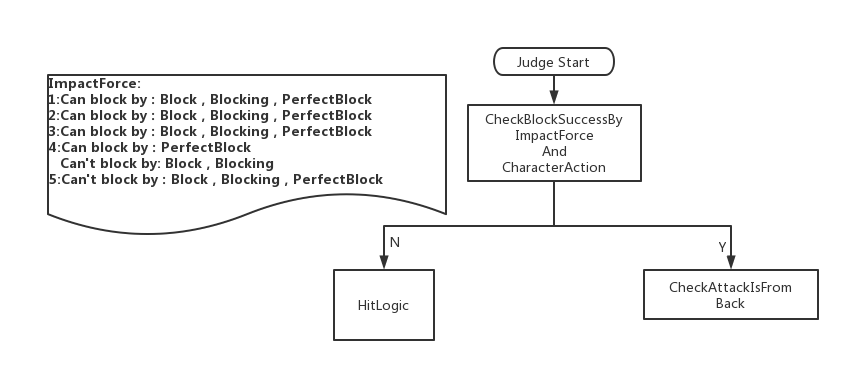 Judge Start
ImpactForce:
1:Can block by : Block , Blocking , PerfectBlock
2:Can block by : Block , Blocking , PerfectBlock
3:Can block by : Block , Blocking , PerfectBlock
4:Can block by : PerfectBlock
Can't block by: Block , Blocking
5:Can't block by : Block , Blocking , PerfectBlock
CheckBlockSuccessBy
ImpactForce
And
CharacterAction
N
Y
HitLogic
CheckAttackIsFrom
Back